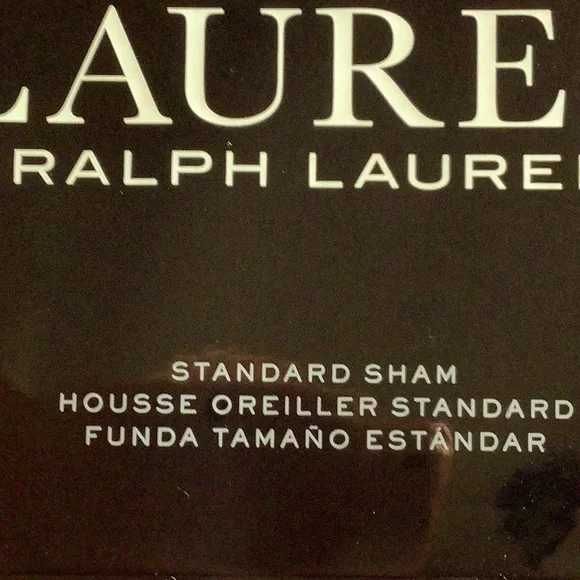 LAURE
RALPH LAURE
STANDARD SHAM
HOUSSE OREILLER STANDARD
FUNDA TAMAÑO ESTÁNDAR